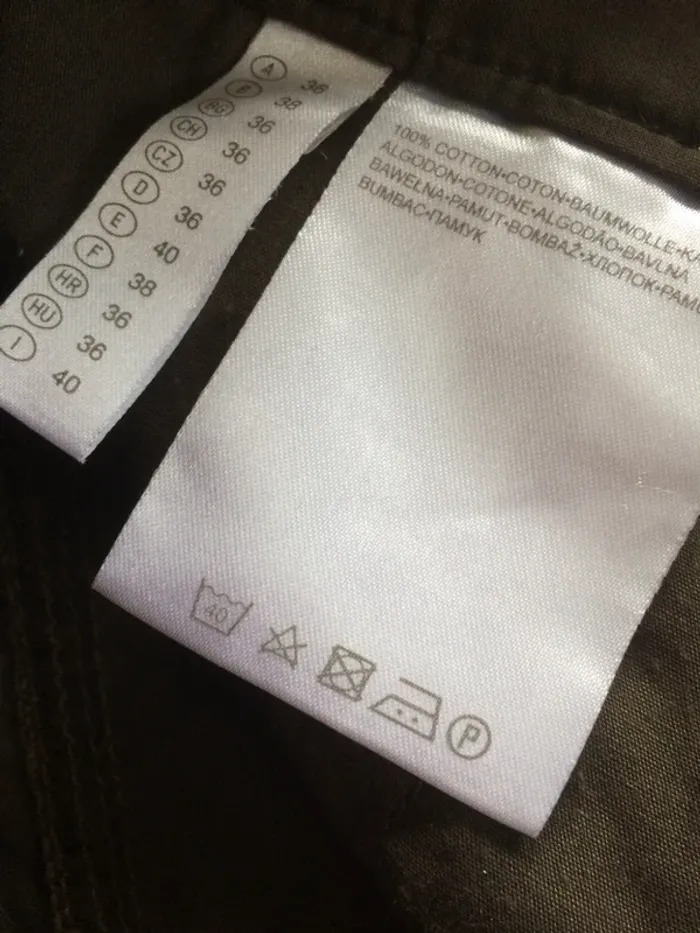 A 36
B 38
BG 36
CH 36
CZ 36
D 36
E 40
F 38
HR 36
HU 36
I 40
100% COTTON•COTON•BAUMWOLLE•KA
ALGODON•COTONE•ALGODÃO•BAVLNA
BAWEŁNA•PAMUT•BOMBAŽ•ХЛОПОК•PAMU
BUMBAC•ПАМУК
40
P